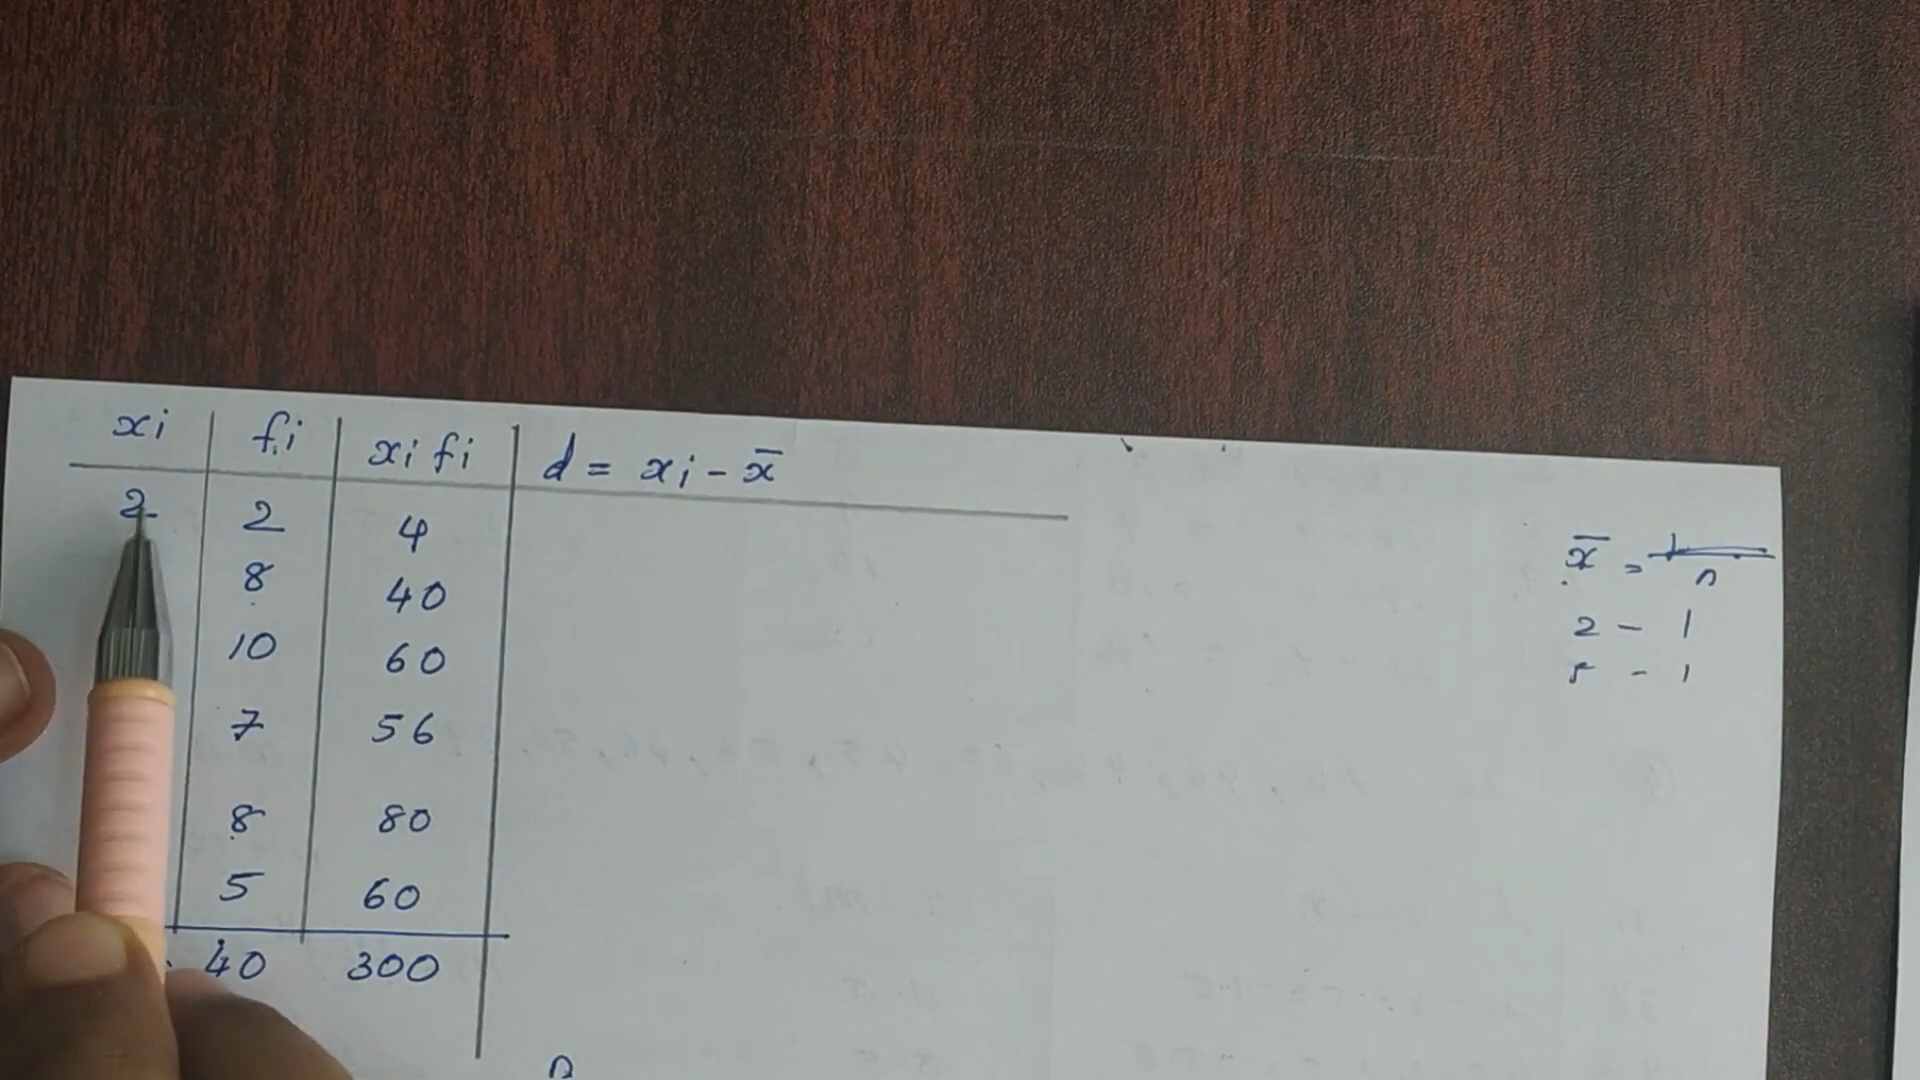 xi fi xi fi d = xi - x̄
2 2 4
8 40
10 60
7 56
8 80
5 60
40 300
x̄ = n
2 - 1
5 - 1